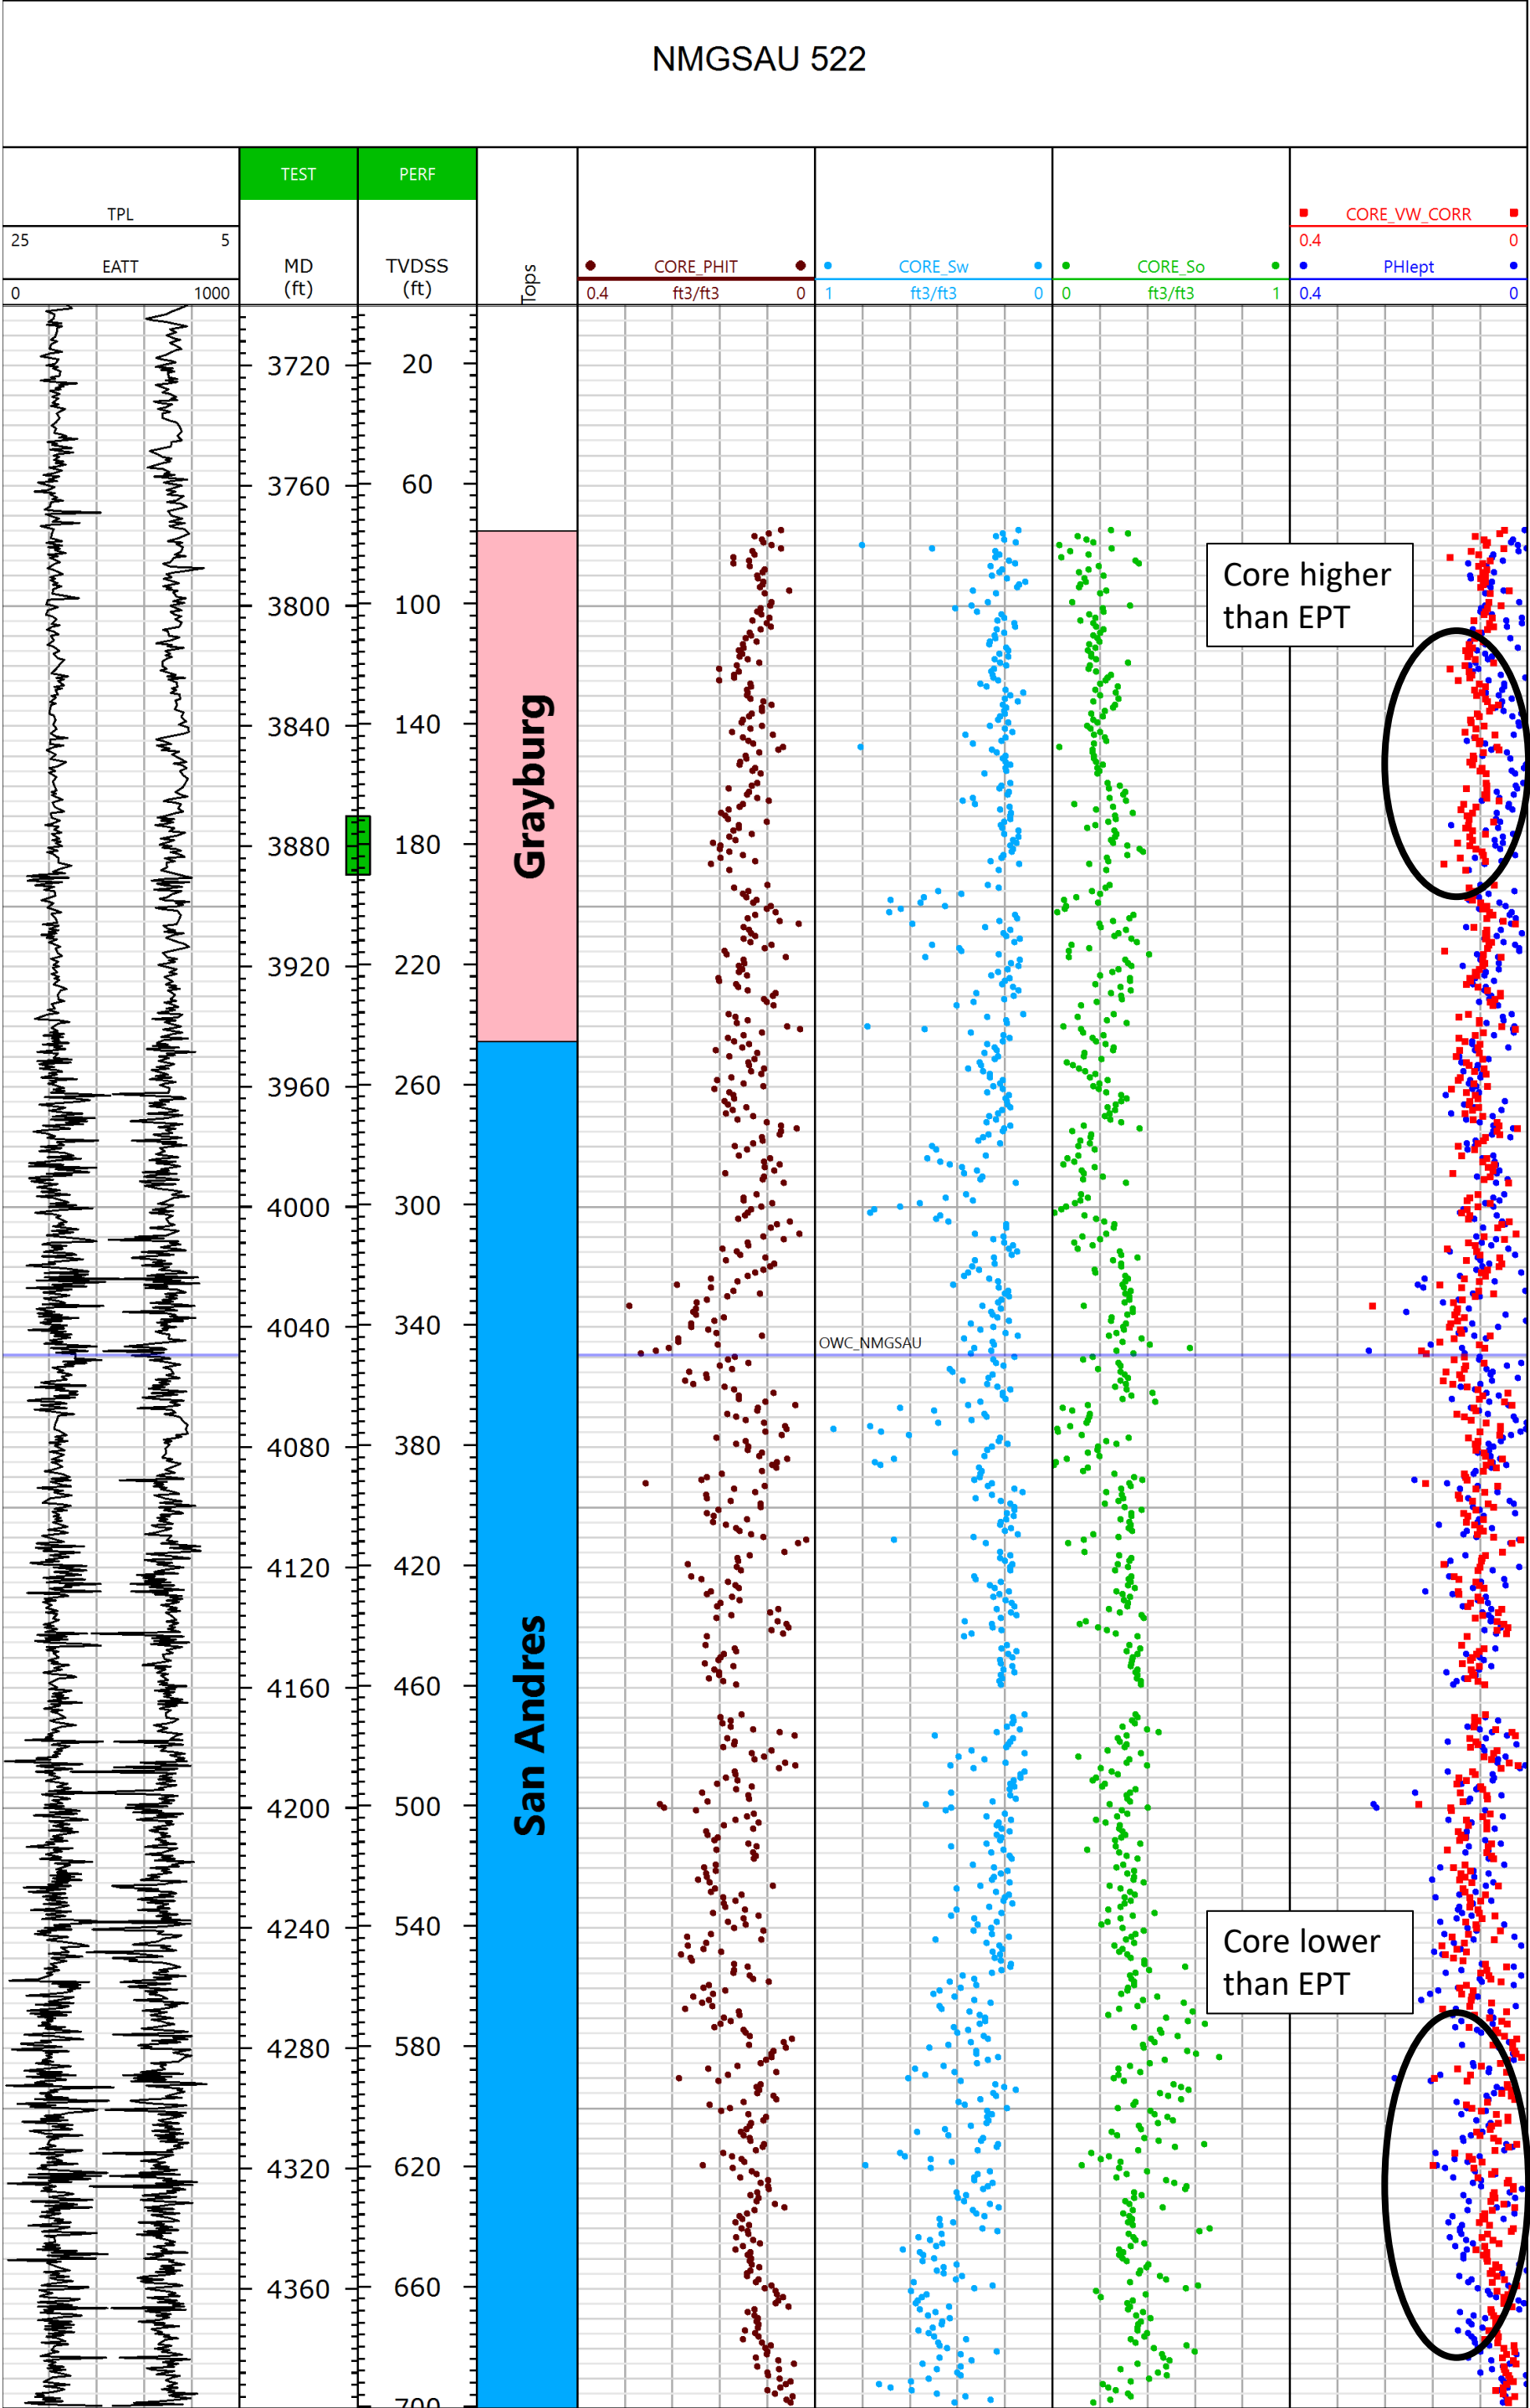 NMGSAU 522
TEST
PERF
TPL
25 5
EATT
0 1000
MD
(ft)
TVDSS
(ft)
Tops
CORE_PHIT
0.4 0
CORE_Sw
1 ft3/ft3 0
CORE_So
0 ft3/ft3 1
CORE_VW_CORR
0.4 0
PHIept
0.4 0
ft3/ft3
3720 20
3760 60
3800 100
3840 140
3880 180
3920 220
3960 260
4000 300
4040 340
4080 380
4120 420
4160 460
4200 500
4240 540
4280 580
4320 620
4360 660
700
Grayburg
San Andres
OWC_NMGSAU
Core higher
than EPT
Core lower
than EPT